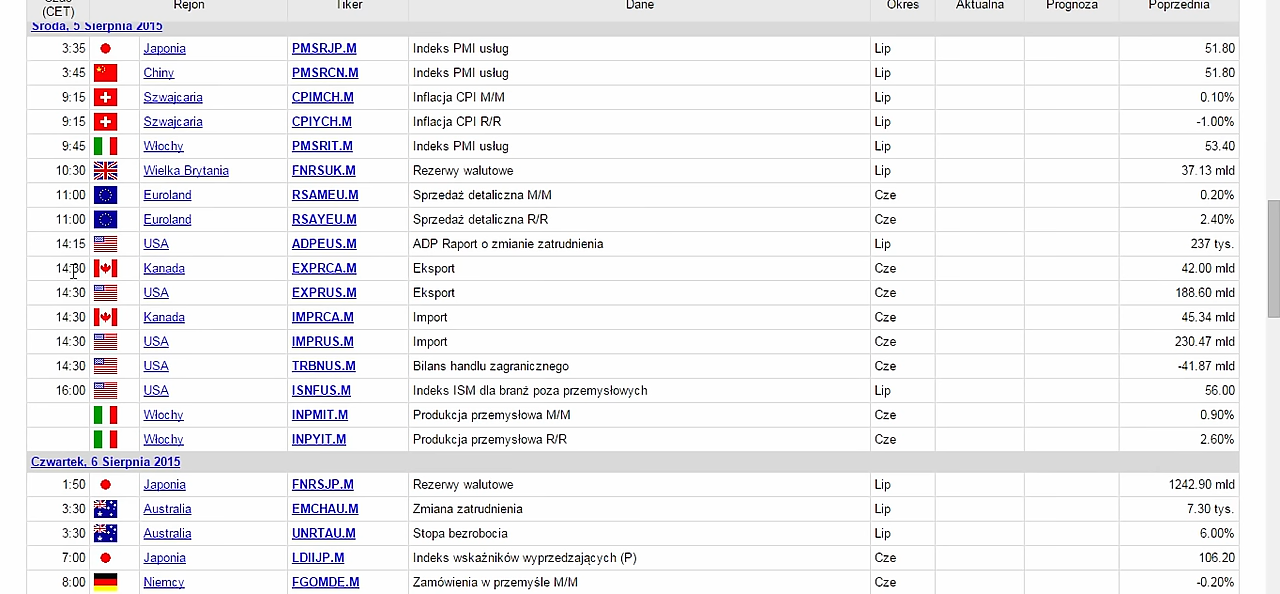 (CET) Rejon Tiker Dane Okres Aktualna Prognoza Poprzednia
Środa, 5 Sierpnia 2015
3:35 Japonia PMSRJP.M Indeks PMI usług Lip 51.80
3:45 Chiny PMSRCN.M Indeks PMI usług Lip 51.80
9:15 Szwajcaria CPIMCH.M Inflacja CPI M/M Lip 0.10%
9:15 Szwajcaria CPIYCH.M Inflacja CPI R/R Lip -1.00%
9:45 Włochy PMSRIT.M Indeks PMI usług Lip 53.40
10:30 Wielka Brytania FNRSUK.M Rezerwy walutowe Lip 37.13 mld
11:00 Euroland RSAMEU.M Sprzedaż detaliczna M/M Cze 0.20%
11:00 Euroland RSAYEU.M Sprzedaż detaliczna R/R Cze 2.40%
14:15 USA ADPEUS.M ADP Raport o zmianie zatrudnienia Lip 237 tys.
14:30 Kanada EXPRCA.M Eksport Cze 42.00 mld
14:30 USA EXPRUS.M Eksport Cze 188.60 mld
14:30 Kanada IMPRCA.M Import Cze 45.34 mld
14:30 USA IMPRUS.M Import Cze 230.47 mld
14:30 USA TRBNUS.M Bilans handlu zagranicznego Cze -41.87 mld
16:00 USA ISNFUS.M Indeks ISM dla branż poza przemysłowych Lip 56.00
Włochy INPMIT.M Produkcja przemysłowa M/M Cze 0.90%
Włochy INPYIT.M Produkcja przemysłowa R/R Cze 2.60%
Czwartek, 6 Sierpnia 2015
1:50 Japonia FNRSJP.M Rezerwy walutowe Lip 1242.90 mld
3:30 Australia EMCHAU.M Zmiana zatrudnienia Lip 7.30 tys.
3:30 Australia UNRTAU.M Stopa bezrobocia Lip 6.00%
7:00 Japonia LDIIJP.M Indeks wskaźników wyprzedzających (P) Cze 106.20
8:00 Niemcy FGOMDE.M Zamówienia w przemyśle M/M Cze -0.20%